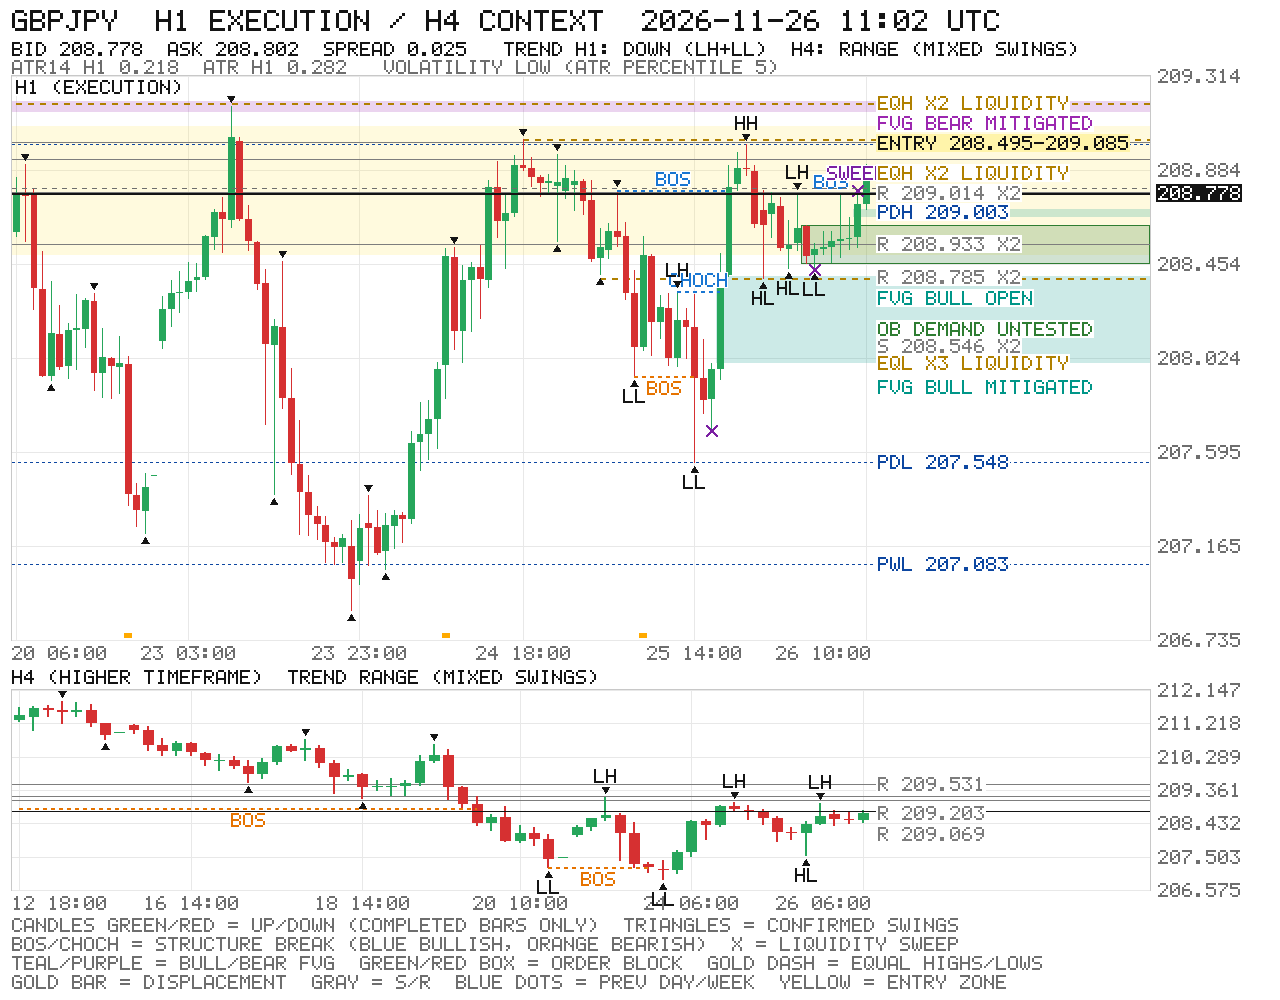 GBPJPY  H1 EXECUTION / H4 CONTEXT  2026-11-26 11:02 UTC
BID 208.778  ASK 208.802  SPREAD 0.025  TREND H1: DOWN (LH+LL)  H4: RANGE (MIXED SWINGS)
ATR14 H1 0.218  ATR H1 0.282  VOLATILITY LOW (ATR PERCENTILE 5)
H1 (EXECUTION)
209.314
EQH X2 LIQUIDITY
FVG BEAR MITIGATED
HH
ENTRY 208.495-209.085
BOS
LH
BOS
EQH X2 LIQUIDITY
208.884
R 209.014 X2
208.778
PDH 209.003
R 208.933 X2
208.454
LH
CHOCH
R 208.785 X2
HL
HL
LL
FVG BULL OPEN
OB DEMAND UNTESTED
S 208.546 X2
208.024
EQL X3 LIQUIDITY
LL
BOS
FVG BULL MITIGATED
207.595
PDL 207.548
LL
207.165
PWL 207.083
206.735
20 06:00  23 03:00  23 23:00  24 18:00  25 14:00  26 10:00
H4 (HIGHER TIMEFRAME)  TREND RANGE (MIXED SWINGS)
212.147
211.218
210.289
LH
LH
LH
R 209.531
209.361
BOS
R 209.203
208.432
R 209.069
207.503
LL
BOS
LL
HL
206.575
12 18:00  16 14:00  18 14:00  20 10:00  06:00  26 06:00
CANDLES GREEN/RED = UP/DOWN (COMPLETED BARS ONLY)  TRIANGLES = CONFIRMED SWINGS
BOS/CHOCH = STRUCTURE BREAK (BLUE BULLISH, ORANGE BEARISH)  X = LIQUIDITY SWEEP
TEAL/PURPLE = BULL/BEAR FVG  GREEN/RED BOX = ORDER BLOCK  GOLD DASH = EQUAL HIGHS/LOWS
GOLD BAR = DISPLACEMENT  GRAY = S/R  BLUE DOTS = PREV DAY/WEEK  YELLOW = ENTRY ZONE